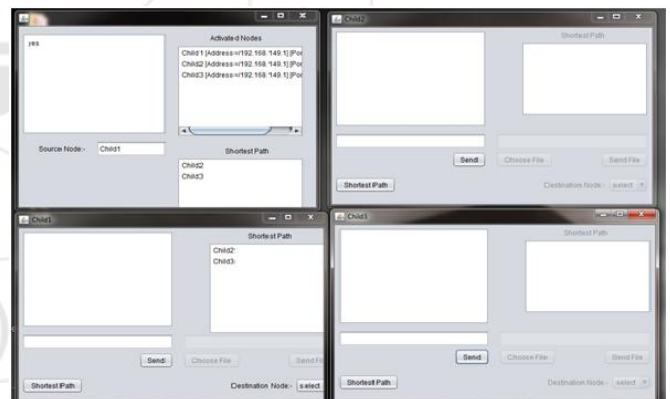 yes
Activated Nodes
Child1 [Address=/192.168.149.1] [Por
Child2 [Address=/192.168.149.1] [Por
Child3 [Address=/192.168.149.1] [Por
Source Node:- Child1
Shortest Path
Child2
Child3
Child2
Shortest Path
Send Choose File Send File
Shortest Path Destination Node:- select
Child1
Shortest Path
Child2
Child3
Send Choose File Send Fil
Shortest Path Destination Node:- select
Child3
Shortest Path
Send Choose File Send File
Shortest Path Destination Node:- select